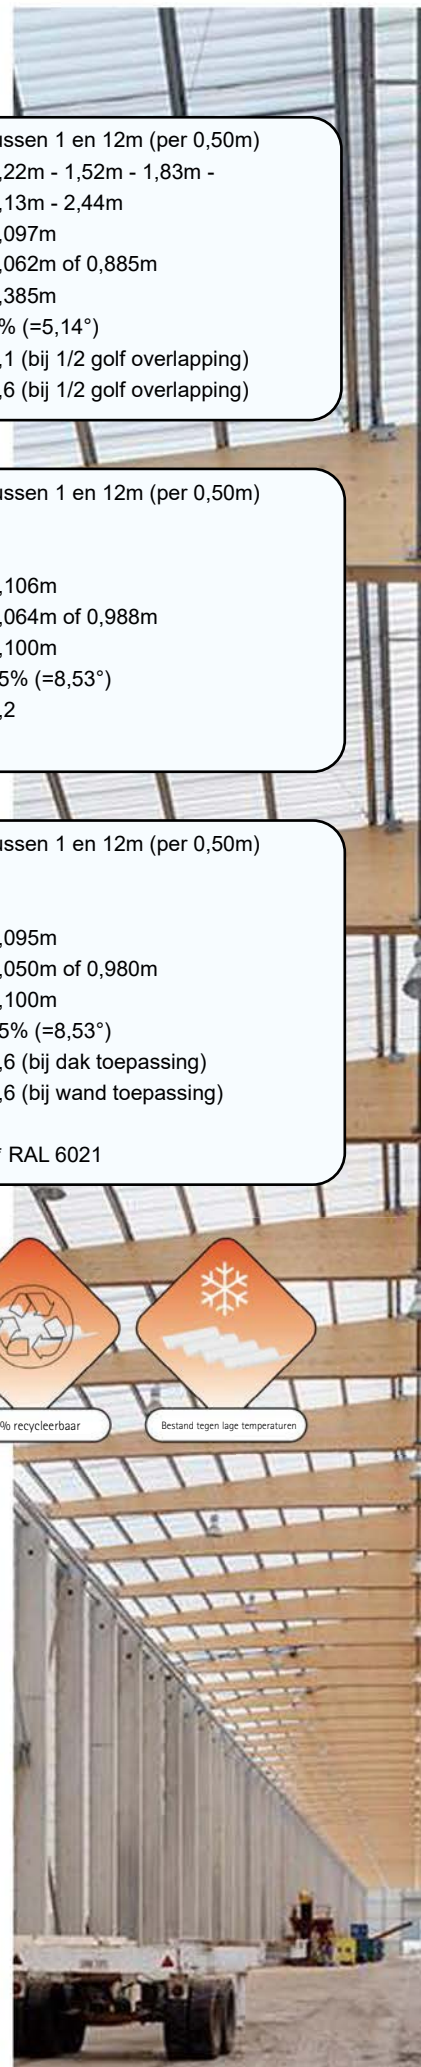 ussen 1 en 12m (per 0,50m)
,22m - 1,52m - 1,83m -
,13m - 2,44m
,097m
,062m of 0,885m
,385m
% (=5,14°)
,1 (bij 1/2 golf overlapping)
,6 (bij 1/2 golf overlapping)
ussen 1 en 12m (per 0,50m)
,106m
,064m of 0,988m
,100m
5% (=8,53°)
,2
ussen 1 en 12m (per 0,50m)
,095m
,050m of 0,980m
,100m
5% (=8,53°)
,6 (bij dak toepassing)
,6 (bij wand toepassing)
* RAL 6021
% recycleerbaar
Bestand tegen lage temperaturen